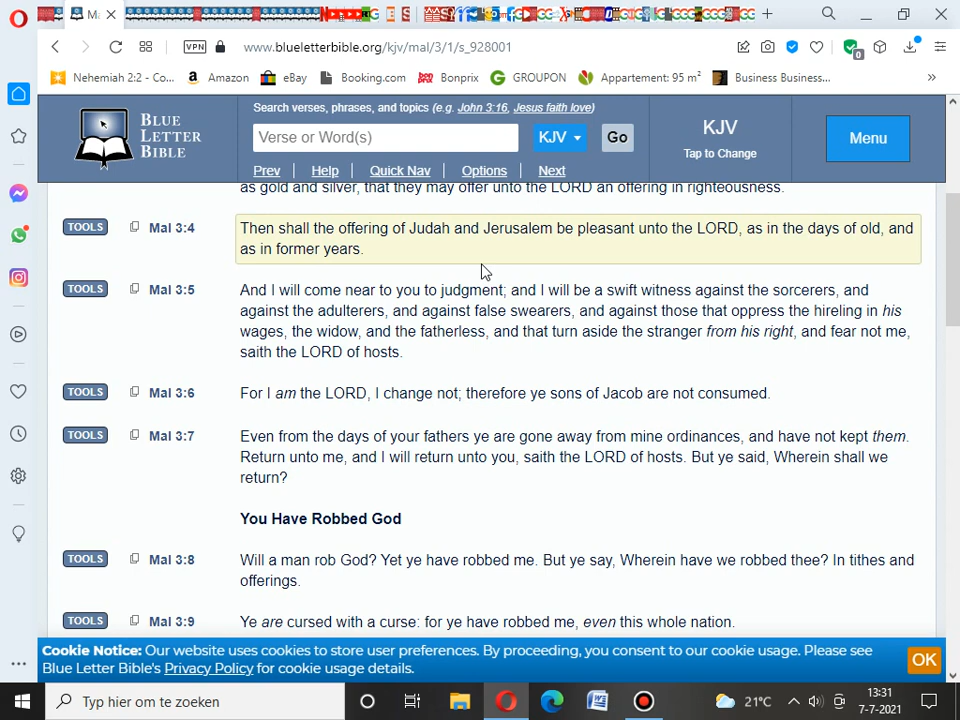 M
www.blueletterbible.org/kjv/mal/3/1/s_928001
VPN
0
Nehemiah 2:2 - Co...
Amazon
eBay
Booking.com
Bonprix
GROUPON
Appartement: 95 m²
Business Business...
»
BLUE
LETTER
BIBLE
Search verses, phrases, and topics (e.g. John 3:16, Jesus faith love)
Verse or Word(s)
KJV
Go
Prev
Help
Quick Nav
Options
Next
KJV
Tap to Change
Menu
as gold and silver, that they may offer unto the LORD an offering in righteousness.
TOOLS Mal 3:4 Then shall the offering of Judah and Jerusalem be pleasant unto the LORD, as in the days of old, and
as in former years.
TOOLS Mal 3:5 And I will come near to you to judgment; and I will be a swift witness against the sorcerers, and
against the adulterers, and against false swearers, and against those that oppress the hireling in his
wages, the widow, and the fatherless, and that turn aside the stranger from his right, and fear not me,
saith the LORD of hosts.
TOOLS Mal 3:6 For I am the LORD, I change not; therefore ye sons of Jacob are not consumed.
TOOLS Mal 3:7 Even from the days of your fathers ye are gone away from mine ordinances, and have not kept them.
Return unto me, and I will return unto you, saith the LORD of hosts. But ye said, Wherein shall we
return?
You Have Robbed God
TOOLS Mal 3:8 Will a man rob God? Yet ye have robbed me. But ye say, Wherein have we robbed thee? In tithes and
offerings.
TOOLS Mal 3:9 Ye are cursed with a curse: for ye have robbed me, even this whole nation.
Cookie Notice: Our website uses cookies to store user preferences. By proceeding, you consent to our cookie usage. Please see
Blue Letter Bible's Privacy Policy for cookie usage details.
OK
Typ hier om te zoeken
21°C
13:31
7-7-2021